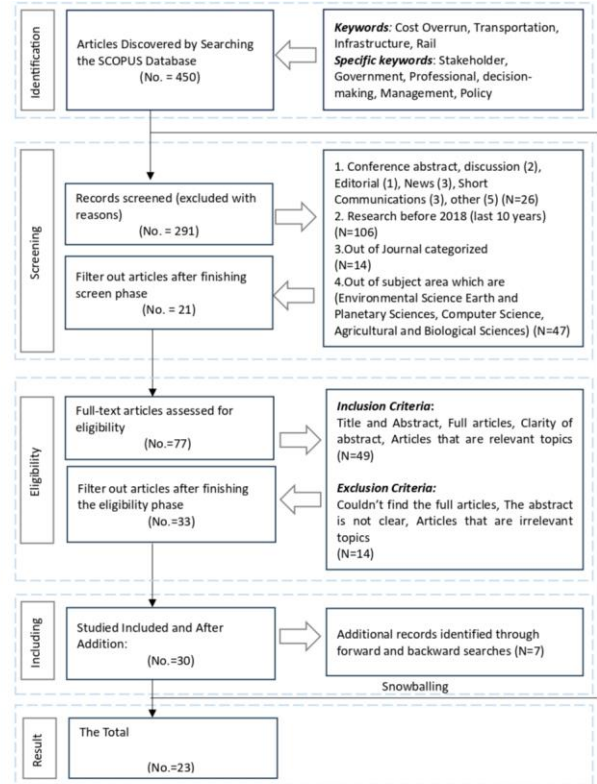 Identification
Articles Discovered by Searching
the SCOPUS Database
(No. = 450)
Keywords: Cost Overrun, Transportation,
Infrastructure, Rail
Specific keywords: Stakeholder,
Government, Professional, decision-
making, Management, Policy
Screening
Records screened (excluded with
reasons)
(No. = 291)
1. Conference abstract, discussion (2),
Editorial (1), News (3), Short
Communications (3), other (5) (N=26)
2. Research before 2018 (last 10 years)
(N=106)
3.Out of Journal categorized
(N=14)
4.Out of subject area which are
(Environmental Science Earth and
Planetary Sciences, Computer Science,
Agricultural and Biological Sciences) (N=47)
Filter out articles after finishing
screen phase
(No. = 21)
Eligibility
Full-text articles assessed for
eligibility
(No.=77)
Inclusion Criteria:
Title and Abstract, Full articles, Clarity of
abstract, Articles that are relevant topics
(N=49)
Filter out articles after finishing
the eligibility phase
(No.=33)
Exclusion Criteria:
Couldn't find the full articles, The abstract
is not clear, Articles that are irrelevant
topics
(N=14)
Including
Studied Included and After
Addition:
(No.=30)
Additional records identified through
forward and backward searches (N=7)
Snowballing
Result
The Total
(No.=23)